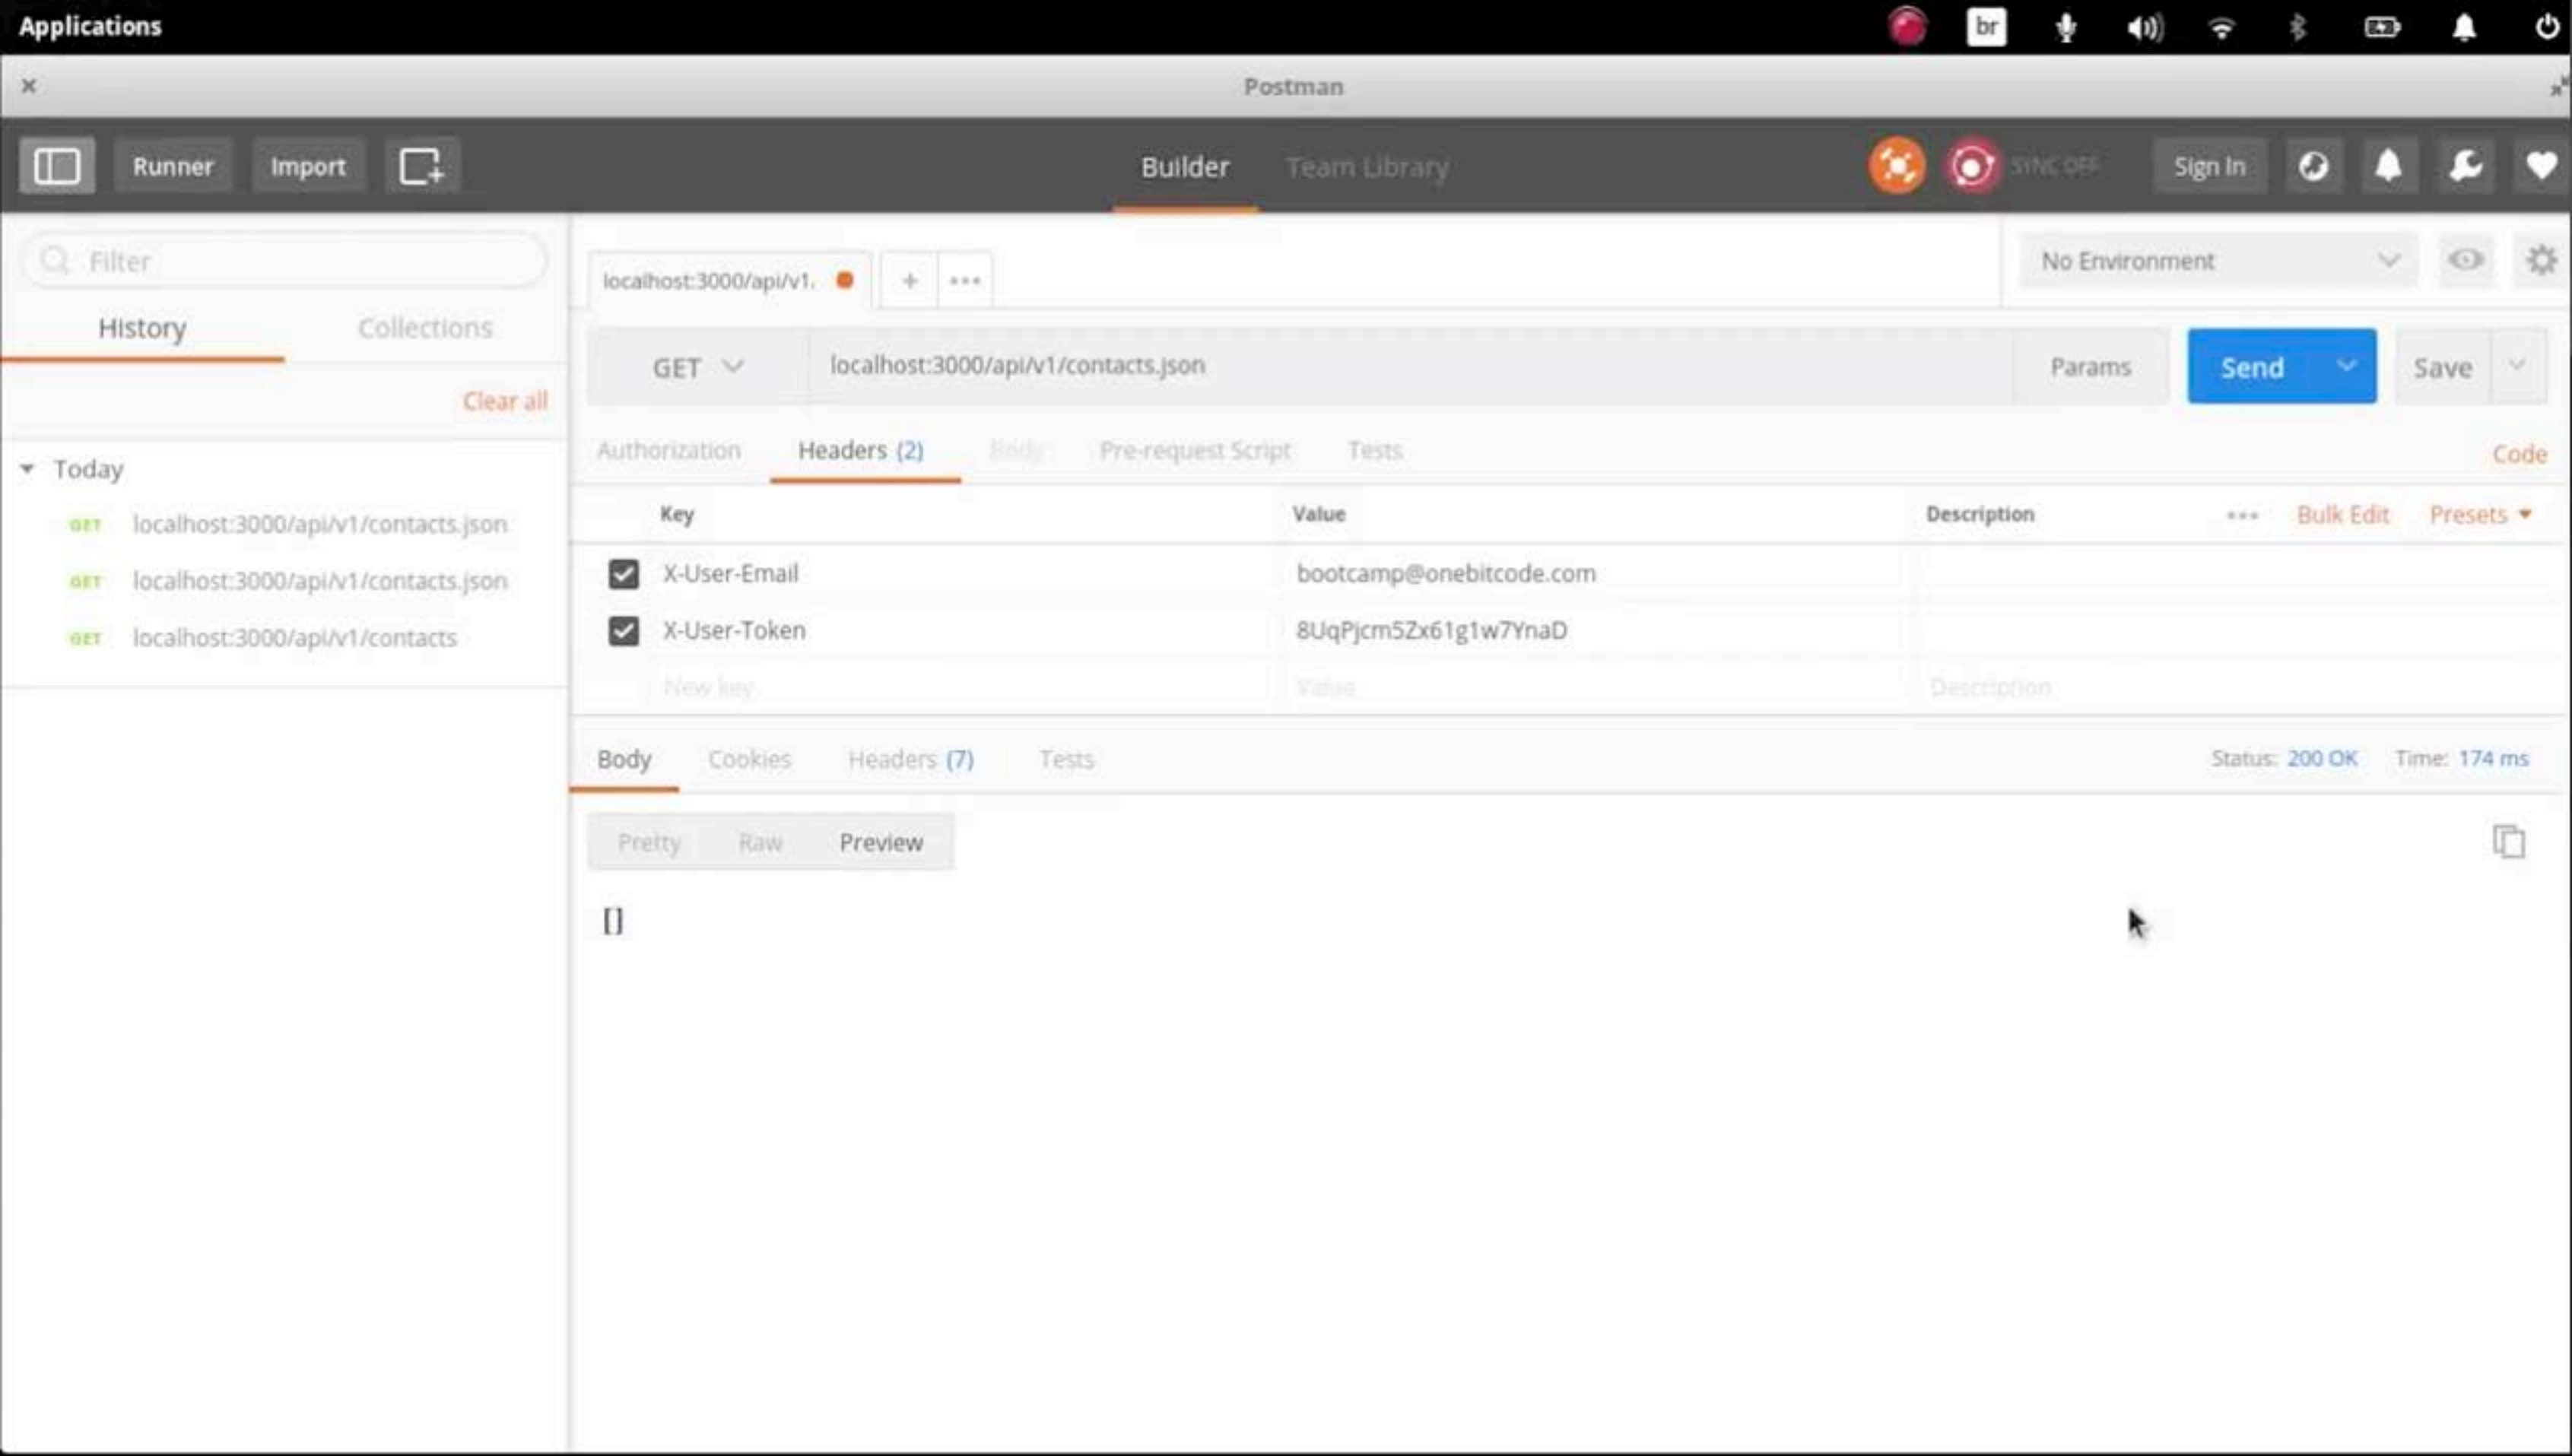 Applications
br
Postman
Runner
Import
Builder
Team Library
SYNC OFF
Sign In
Filter
localhost:3000/api/v1.
No Environment
History
Collections
GET
localhost:3000/api/v1/contacts.json
Params
Send
Save
Clear all
Authorization
Headers (2)
Body
Pre-request Script
Tests
Code
Today
Key
Value
Description
Bulk Edit
Presets
GET localhost:3000/api/v1/contacts.json
GET localhost:3000/api/v1/contacts.json
GET localhost:3000/api/v1/contacts
X-User-Email
bootcamp@onebitcode.com
X-User-Token
8UqPjcm5Zx61g1w7YnaD
New key
Value
Description
Body
Cookies
Headers (7)
Tests
Status: 200 OK
Time: 174 ms
Pretty
Raw
Preview
[]